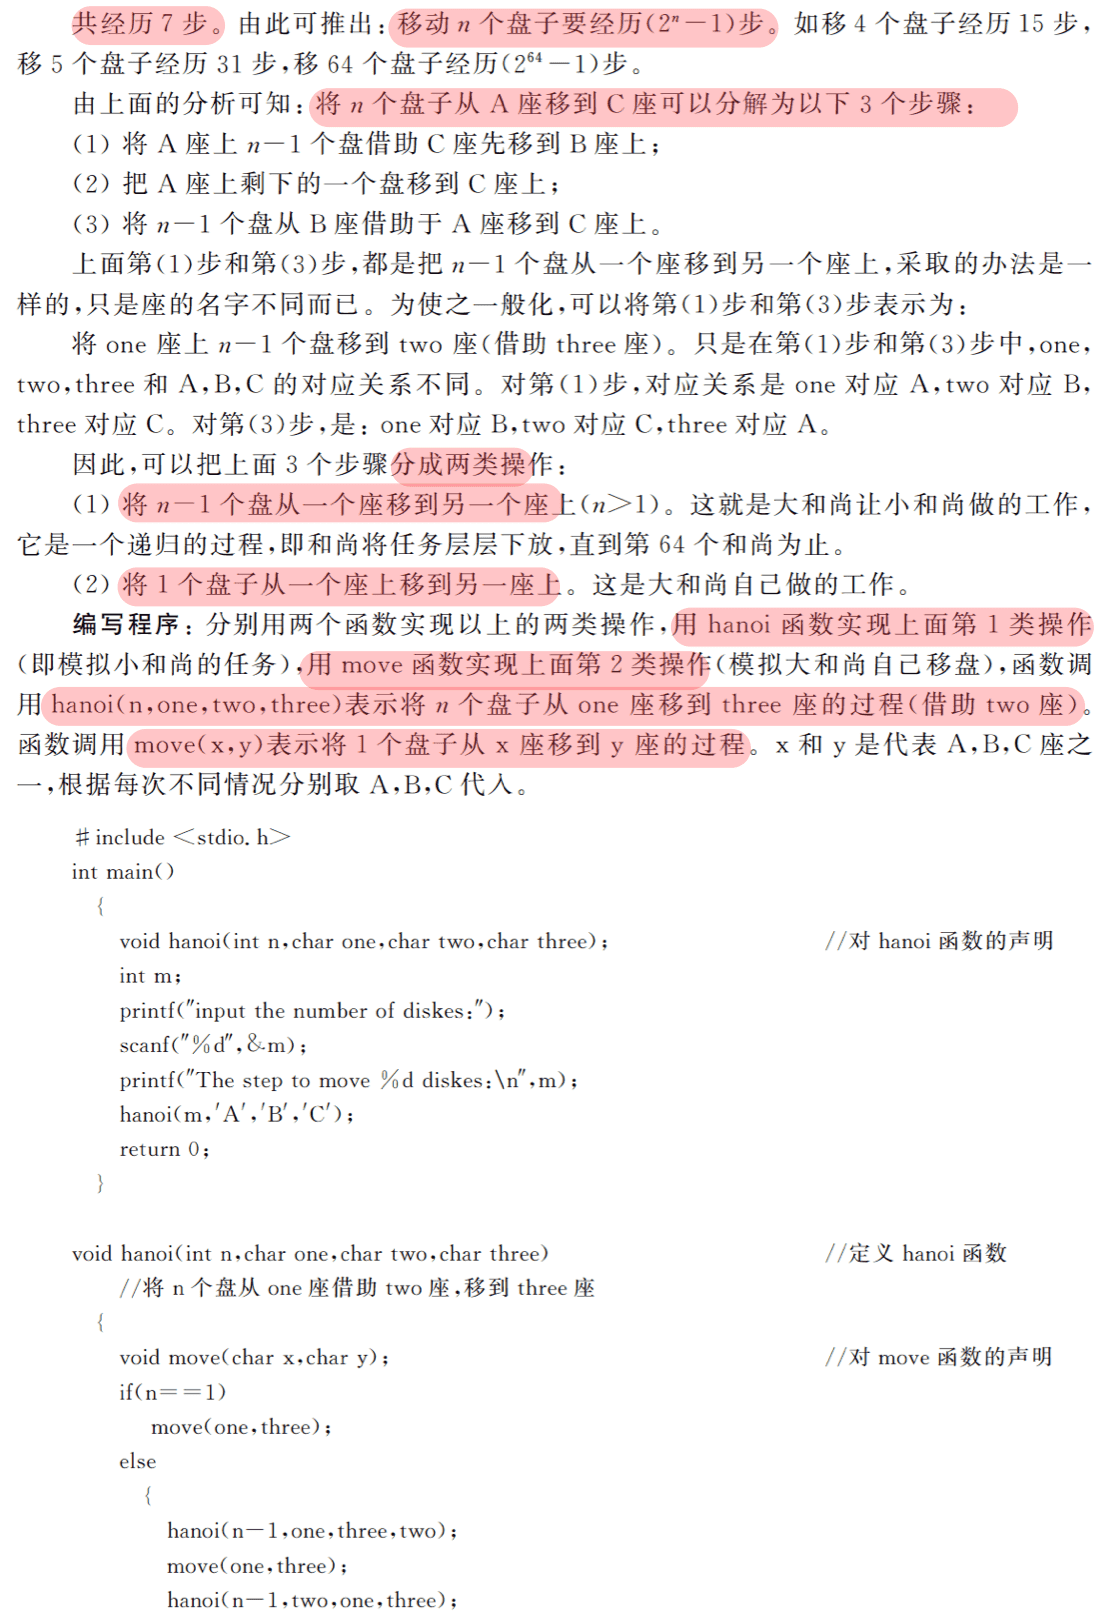 共经历 7 步。由此可推出：移动 n 个盘子要经历(2ⁿ－1)步。如移 4 个盘子经历 15 步，
移 5 个盘子经历 31 步，移 64 个盘子经历(2⁶⁴－1)步。
由上面的分析可知：将 n 个盘子从 A 座移到 C 座可以分解为以下 3 个步骤：
(1) 将 A 座上 n－1 个盘借助 C 座先移到 B 座上；
(2) 把 A 座上剩下的一个盘移到 C 座上；
(3) 将 n－1 个盘从 B 座借助于 A 座移到 C 座上。
上面第(1)步和第(3)步，都是把 n－1 个盘从一个座移到另一个座上，采取的办法是一
样的，只是座的名字不同而已。为使之一般化，可以将第(1)步和第(3)步表示为：
将 one 座上 n－1 个盘移到 two 座(借助 three 座)。只是在第(1)步和第(3)步中，one，
two，three 和 A，B，C 的对应关系不同。对第(1)步，对应关系是 one 对应 A，two 对应 B，
three 对应 C。对第(3)步，是：one 对应 B，two 对应 C，three 对应 A。
因此，可以把上面 3 个步骤分成两类操作：
(1) 将 n－1 个盘从一个座移到另一个座上(n＞1)。这就是大和尚让小和尚做的工作，
它是一个递归的过程，即和尚将任务层层下放，直到第 64 个和尚为止。
(2) 将 1 个盘子从一个座上移到另一座上。这是大和尚自己做的工作。
编写程序：分别用两个函数实现以上的两类操作，用 hanoi 函数实现上面第 1 类操作
(即模拟小和尚的任务)，用 move 函数实现上面第 2 类操作(模拟大和尚自己移盘)，函数调
用 hanoi(n,one,two,three)表示将 n 个盘子从 one 座移到 three 座的过程(借助 two 座)。
函数调用 move(x,y)表示将 1 个盘子从 x 座移到 y 座的过程。x 和 y 是代表 A，B，C 座之
一，根据每次不同情况分别取 A，B，C 代入。
#include <stdio.h>
int main()
{
void hanoi(int n,char one,char two,char three); //对 hanoi 函数的声明
int m;
printf("input the number of diskes:");
scanf("%d",&m);
printf("The step to move %d diskes:\n",m);
hanoi(m,'A','B','C');
return 0;
}
void hanoi(int n,char one,char two,char three) //定义 hanoi 函数
//将 n 个盘从 one 座借助 two 座，移到 three 座
{
void move(char x,char y); //对 move 函数的声明
if(n==1)
move(one,three);
else
{
hanoi(n-1,one,three,two);
move(one,three);
hanoi(n-1,two,one,three);